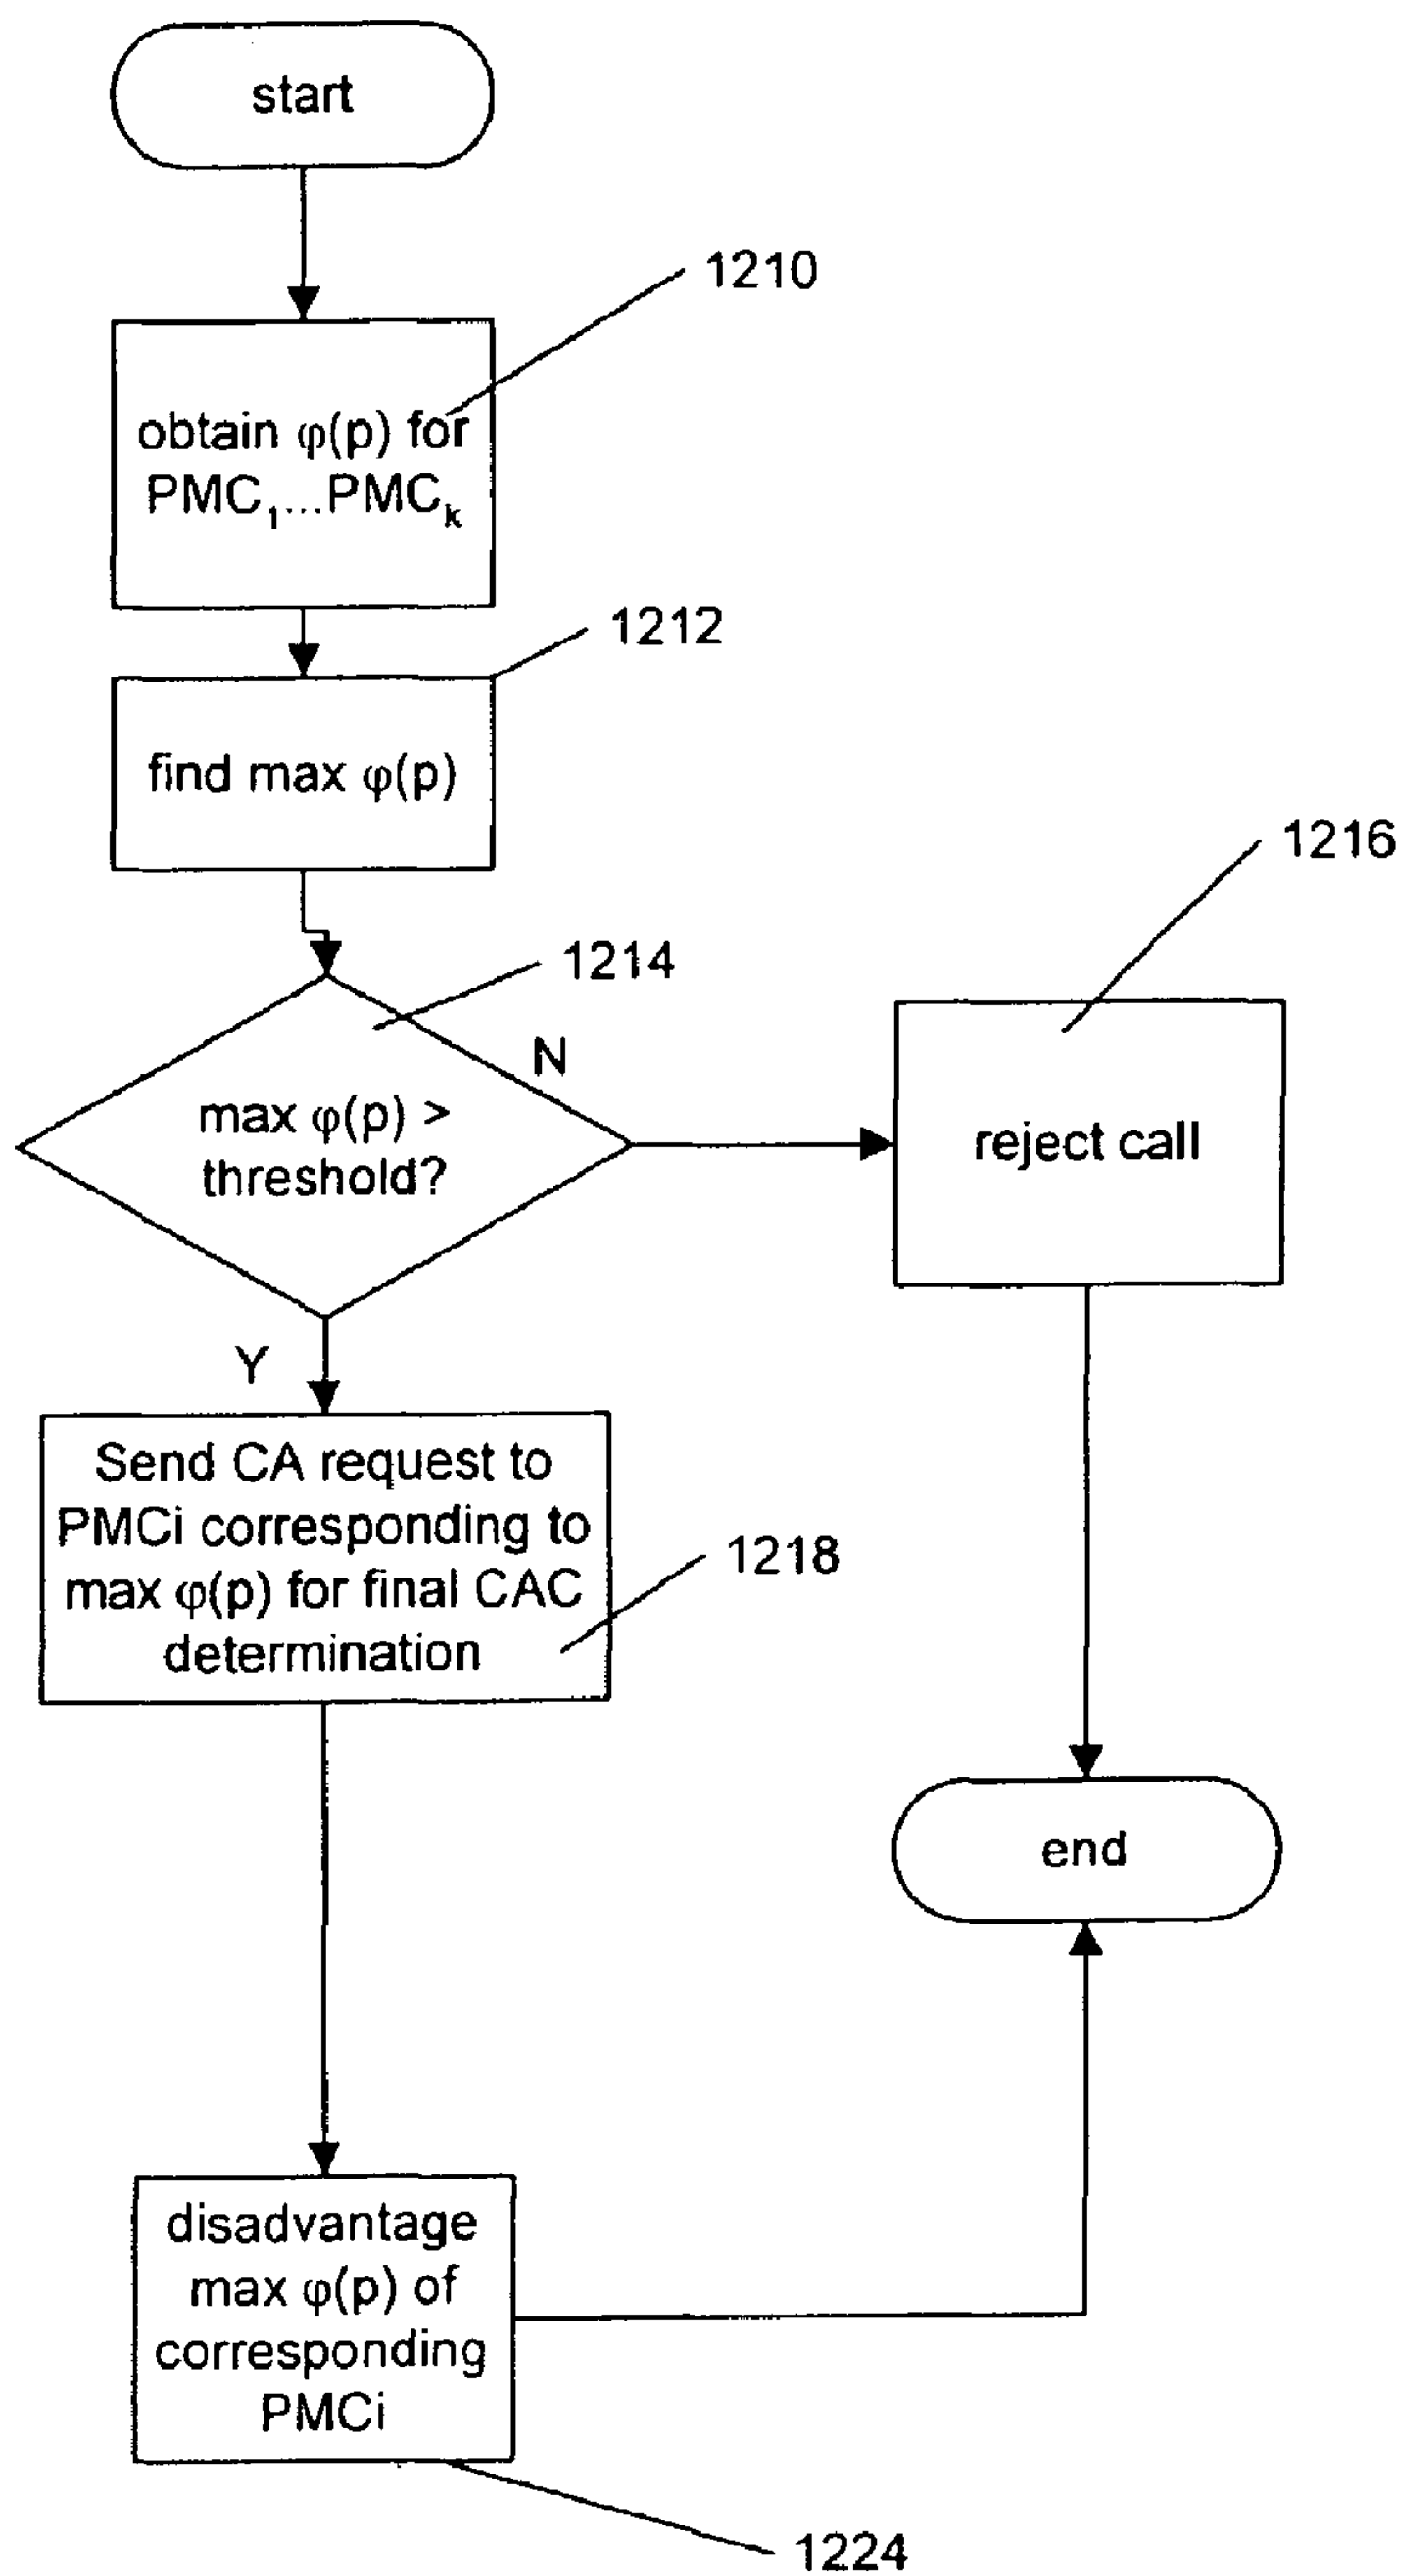 start
1210
obtain φ(p) for
PMC₁...PMCₖ
1212
find max φ(p)
1216
1214
N
max φ(p) >
threshold?
reject call
Y
Send CA request to
PMCi corresponding to
max φ(p) for final CAC
determination
1218
end
disadvantage
max φ(p) of
corresponding
PMCi
1224